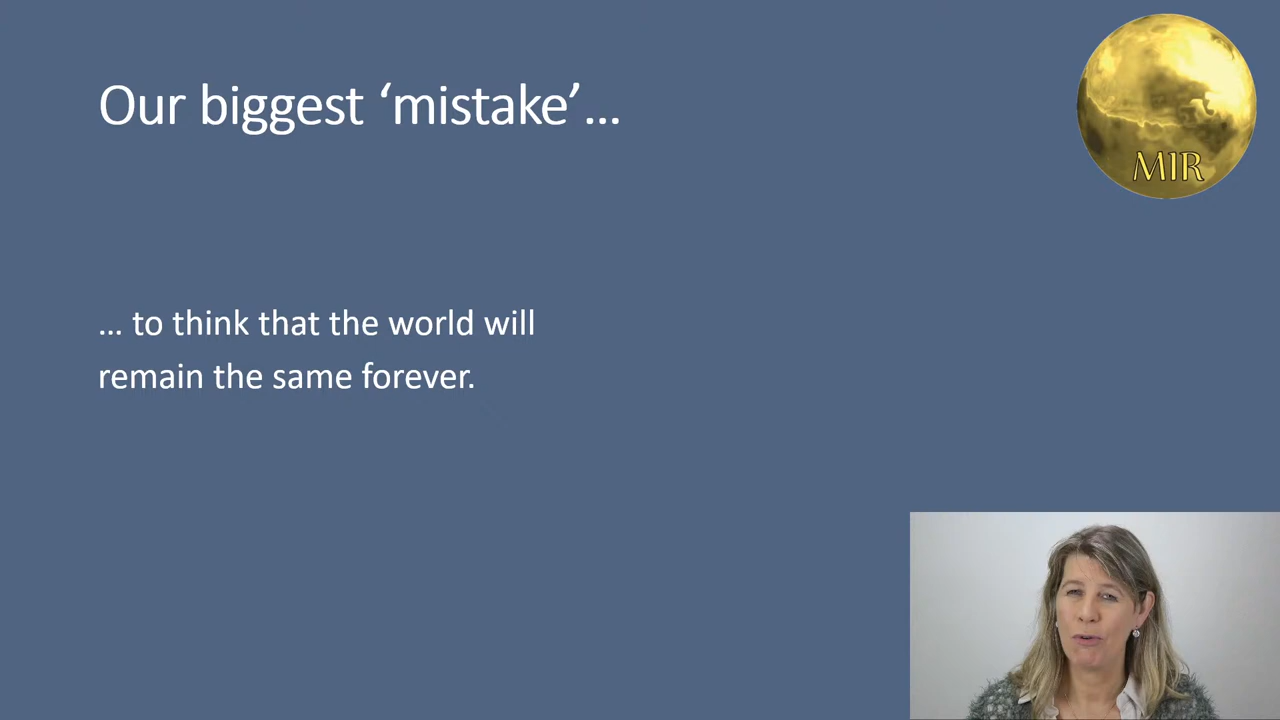 Our biggest ‘mistake’...
MIR
... to think that the world will
remain the same forever.